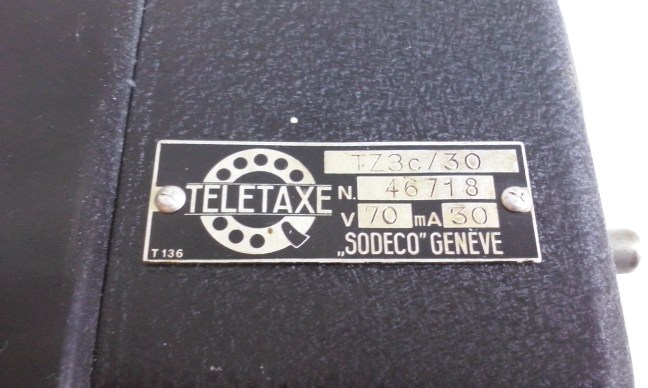 TELETAXE
TZ3c/30
N. 46718
V 70 mA 30
„SODECO” GENÈVE
T136